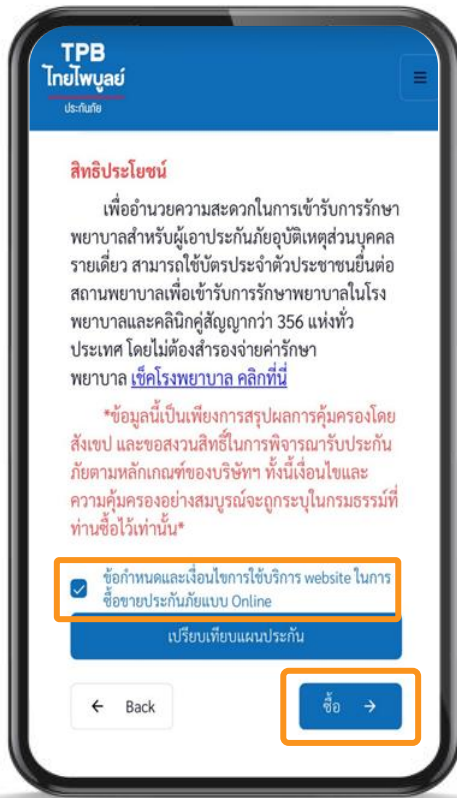 TPB
ไทยไพบูลย์
ประกันภัย
สิทธิประโยชน์
เพื่ออำนวยความสะดวกในการเข้ารับการรักษา
พยาบาลสำหรับผู้เอาประกันภัยอุบัติเหตุส่วนบุคคล
รายเดี่ยว สามารถใช้บัตรประจำตัวประชาชนยื่นต่อ
สถานพยาบาลเพื่อเข้ารับการรักษาพยาบาลในโรง
พยาบาลและคลินิกคู่สัญญากว่า 356 แห่งทั่ว
ประเทศ โดยไม่ต้องสำรองจ่ายค่ารักษา
พยาบาล เช็คโรงพยาบาล คลิกที่นี่
*ข้อมูลนี้เป็นเพียงการสรุปผลการคุ้มครองโดย
สังเขป และขอสงวนสิทธิ์ในการพิจารณารับประกัน
ภัยตามหลักเกณฑ์ของบริษัทฯ ทั้งนี้เงื่อนไขและ
ความคุ้มครองอย่างสมบูรณ์จะถูกระบุในกรมธรรม์ที่
ท่านซื้อไว้เท่านั้น*
ข้อกำหนดและเงื่อนไขการใช้บริการ website ในการ
ซื้อขายประกันภัยแบบ Online
เปรียบเทียบแผนประกัน
← Back
ซื้อ →